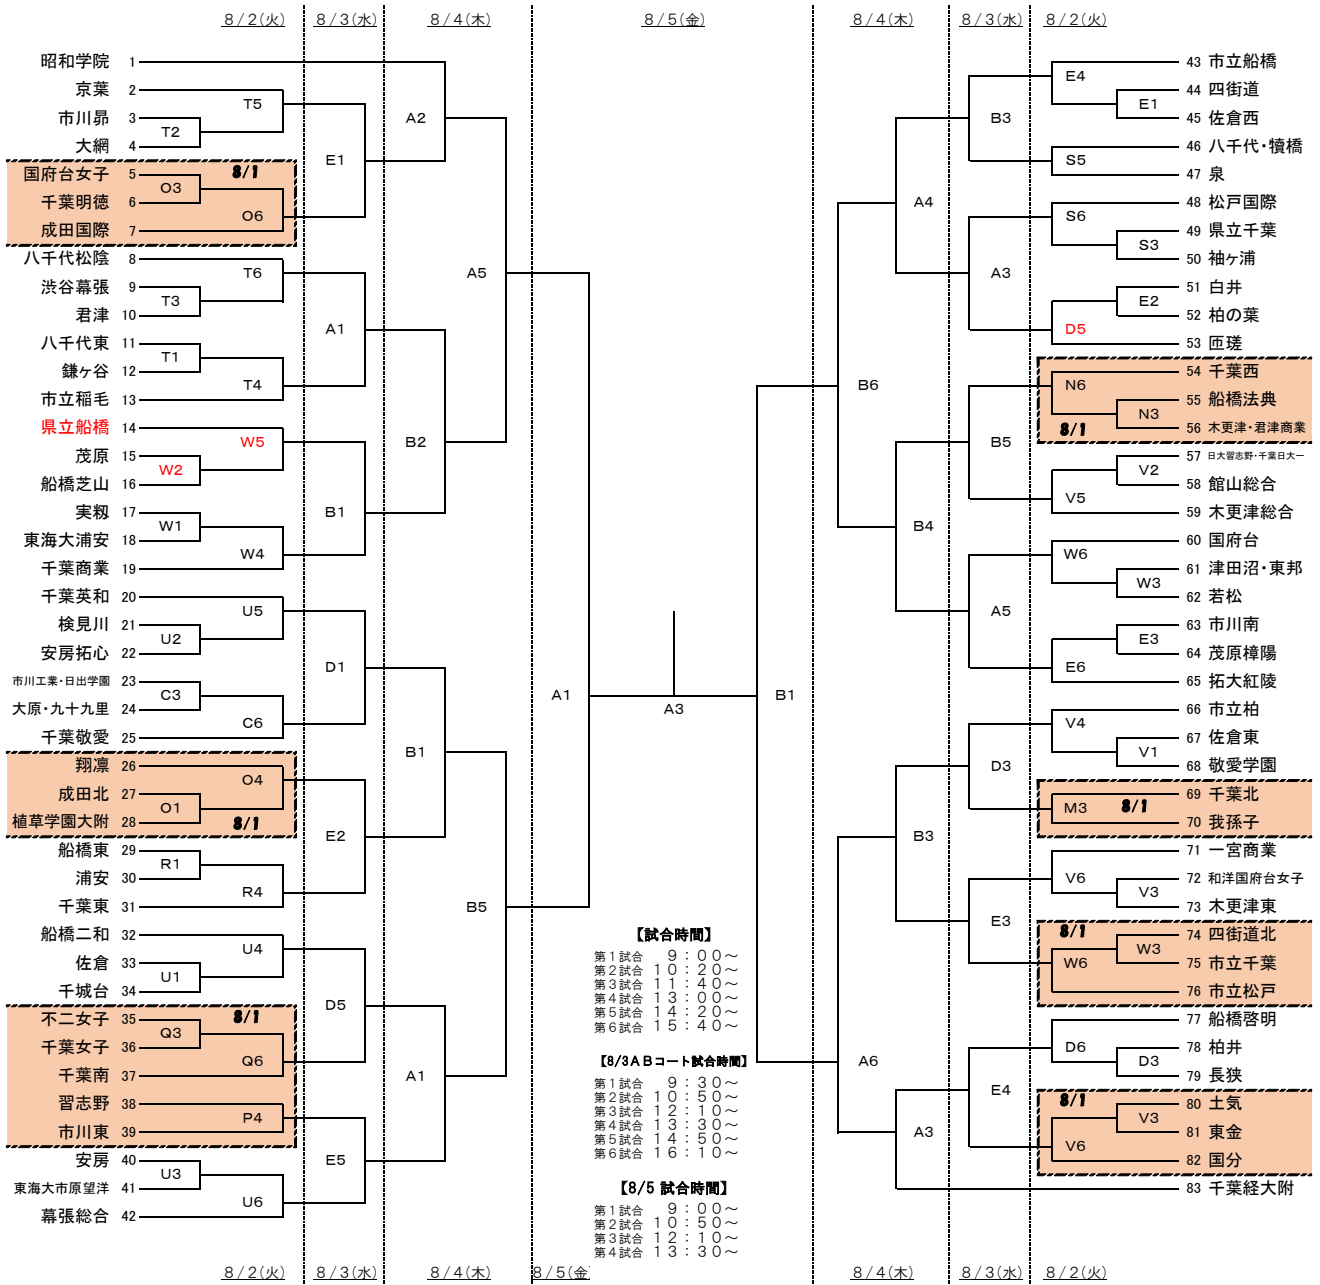 8/2(火) 8/3(水) 8/4(木) 8/5(金) 8/4(木) 8/3(水) 8/2(火)
昭和学院 1
京葉 2
市川昴 3
大網 4
国府台女子 5
千葉明徳 6
成田国際 7
八千代松陰 8
渋谷幕張 9
君津 10
八千代東 11
鎌ヶ谷 12
市立稲毛 13
県立船橋 14
茂原 15
船橋芝山 16
実籾 17
東海大浦安 18
千葉商業 19
千葉英和 20
検見川 21
安房拓心 22
市川工業・日出学園 23
大原・九十九里 24
千葉敬愛 25
翔凛 26
成田北 27
植草学園大附 28
船橋東 29
浦安 30
千葉東 31
船橋二和 32
佐倉 33
千城台 34
不二女子 35
千葉女子 36
千葉南 37
習志野 38
市川東 39
安房 40
東海大市原望洋 41
幕張総合 42
T5
T2
8/1
O3
O6
T6
T3
T1
T4
W5
W2
W1
W4
U5
U2
C3
C6
O4
O1
8/1
R1
R4
U4
U1
8/1
Q3
Q6
P4
U3
U6
E1
A1
B1
D1
E2
D5
E5
A2
B2
B1
A1
A5
B5
A1
A3
B1
【試合時間】
第1試合 9:00～
第2試合 10:20～
第3試合 11:40～
第4試合 13:00～
第5試合 14:20～
第6試合 15:40～
【8/3ABコート試合時間】
第1試合 9:30～
第2試合 10:50～
第3試合 12:10～
第4試合 13:30～
第5試合 14:50～
第6試合 16:10～
【8/5 試合時間】
第1試合 9:00～
第2試合 10:50～
第3試合 12:10～
第4試合 13:30～
B6
A6
A4
B4
B3
A3
B3
A3
B5
A5
D3
E3
E4
E4
E1
S5
S6
S3
E2
D5
N6
N3
8/1
V2
V5
W6
W3
E3
E6
V4
V1
M3
8/1
V6
V3
8/1
W3
W6
D6
D3
8/1
V3
V6
43 市立船橋
44 四街道
45 佐倉西
46 八千代・犢橋
47 泉
48 松戸国際
49 県立千葉
50 袖ヶ浦
51 白井
52 柏の葉
53 匝瑳
54 千葉西
55 船橋法典
56 木更津・君津商業
57 日大習志野・千葉日大一
58 館山総合
59 木更津総合
60 国府台
61 津田沼・東邦
62 若松
63 市川南
64 茂原樟陽
65 拓大紅陵
66 市立柏
67 佐倉東
68 敬愛学園
69 千葉北
70 我孫子
71 一宮商業
72 和洋国府台女子
73 木更津東
74 四街道北
75 市立千葉
76 市立松戸
77 船橋啓明
78 柏井
79 長狭
80 土気
81 東金
82 国分
83 千葉経大附
8/2(火) 8/3(水) 8/4(木) 8/5(金 8/4(木) 8/3(水) 8/2(火)